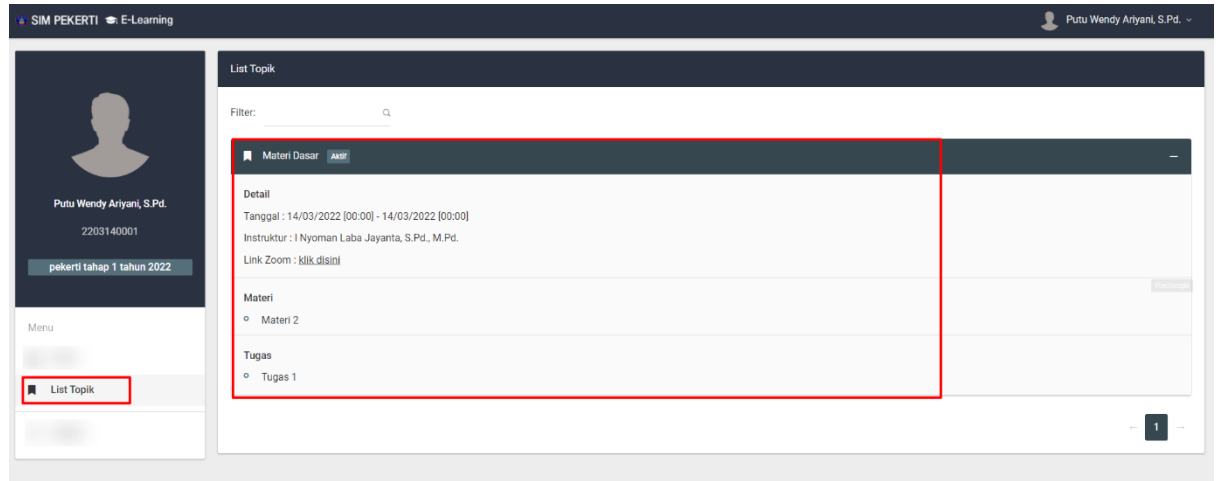 SIM PEKERTI E-Learning
Putu Wendy Ariyani, S.Pd.
Putu Wendy Ariyani, S.Pd.
2203140001
pekerti tahap 1 tahun 2022
Menu
List Topik
List Topik
Filter:
Materi Dasar Aktif
Detail
Tanggal : 14/03/2022 [00:00] - 14/03/2022 [00:00]
Instruktur : I Nyoman Laba Jayanta, S.Pd., M.Pd.
Link Zoom : klik disini
Materi
Materi 2
Tugas
Tugas 1
Rectangle
← 1 →